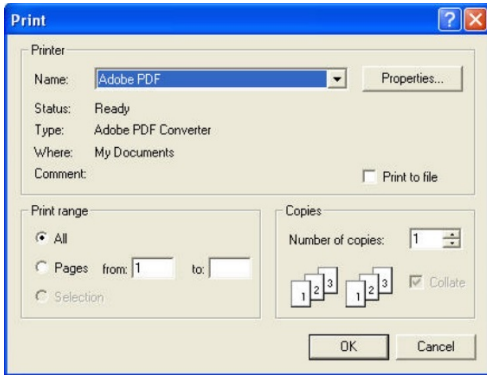 Print
Printer
Name: Adobe PDF Properties...
Status: Ready
Type: Adobe PDF Converter
Where: My Documents
Comment: Print to file
Print range
All
Pages from: 1 to:
Selection
Copies
Number of copies: 1
1 2 3 1 2 3 Collate
OK Cancel